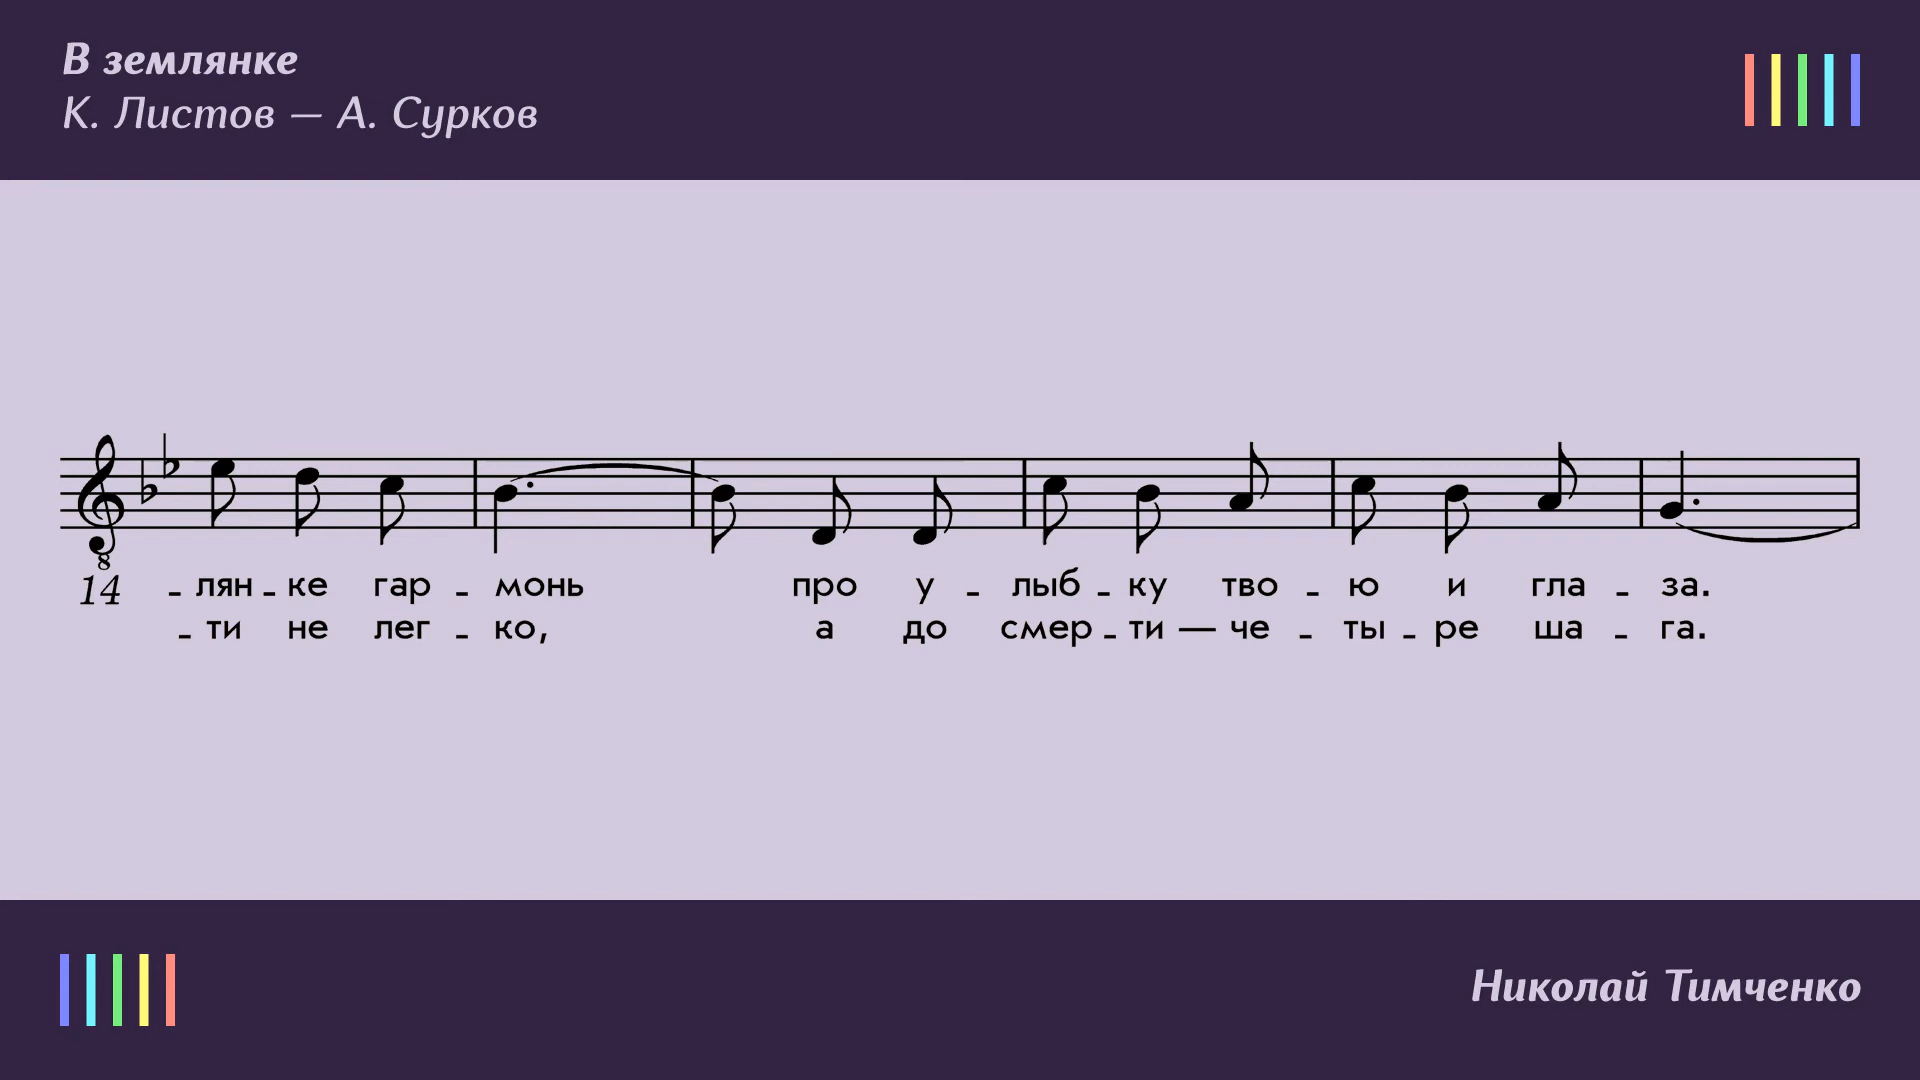 В землянке
К. Листов — А. Сурков
8
14 - лян - ке гар - монь про у - лыб - ку тво - ю и гла - за.
- ти не лег - ко, а до смер - ти — че - ты - ре ша - га.
Николай Тимченко